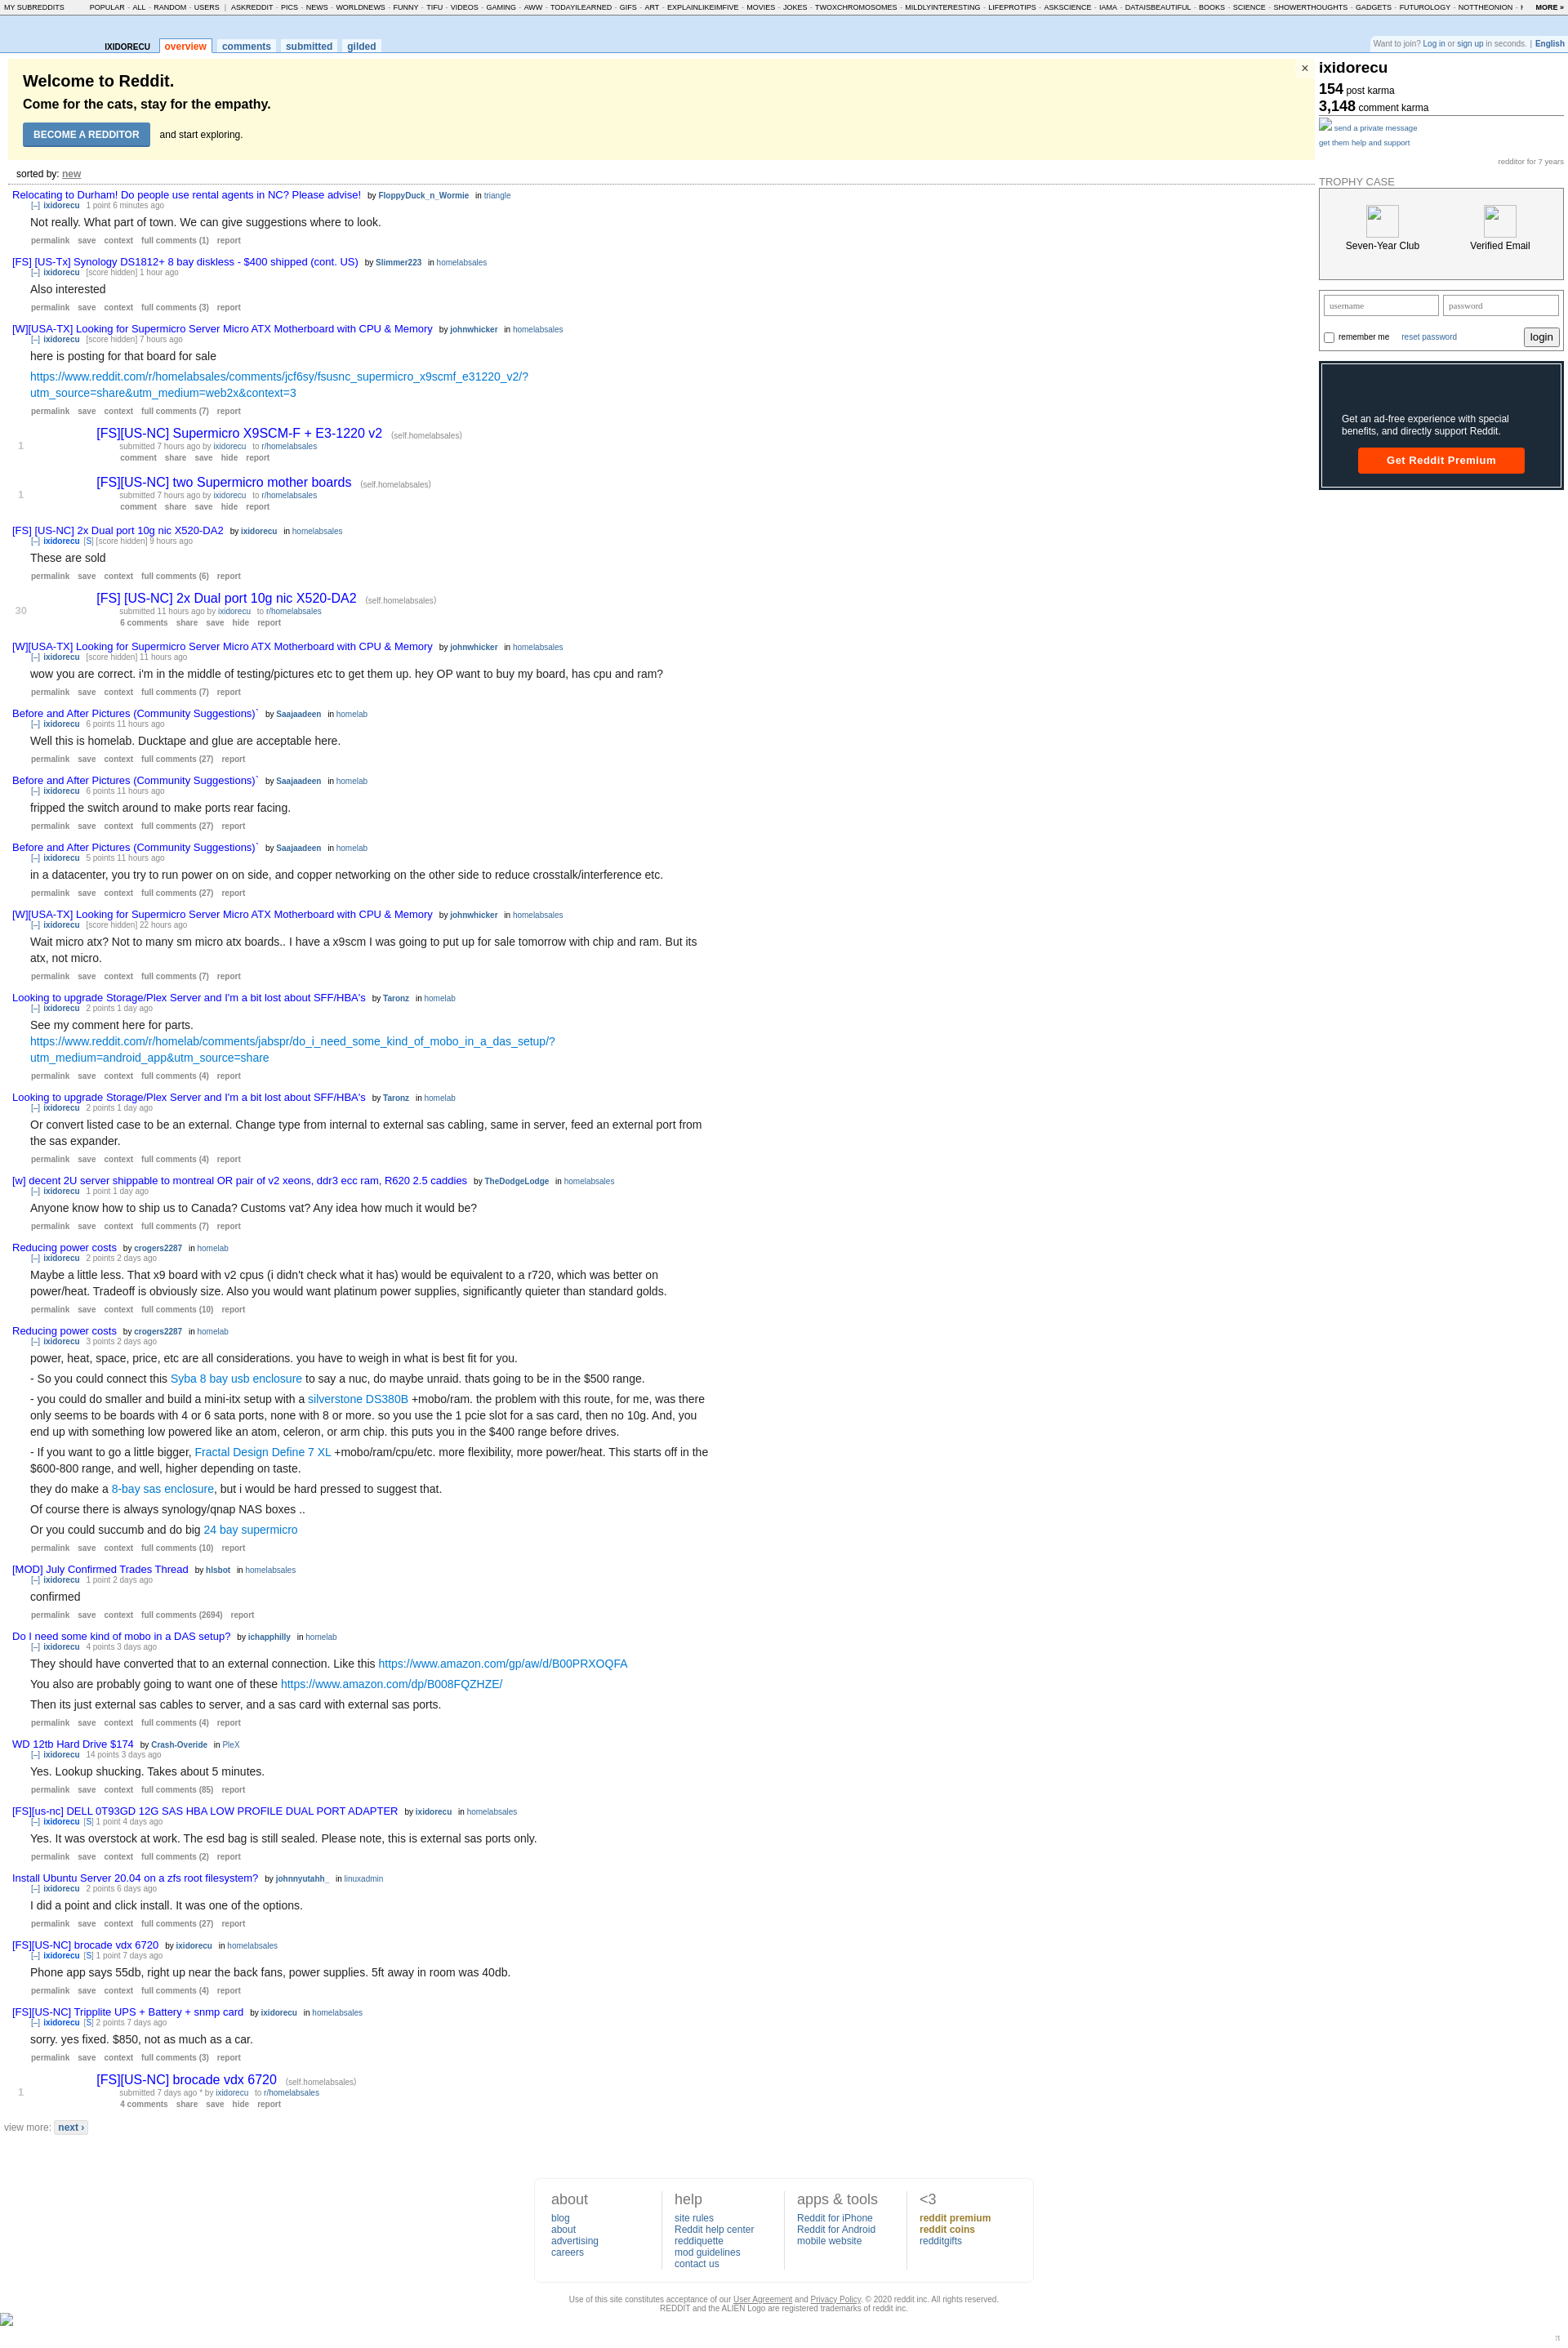 MY SUBREDDITS POPULAR - ALL - RANDOM - USERS | ASKREDDIT - PICS - NEWS - WORLDNEWS - FUNNY - TIFU - VIDEOS - GAMING - AWW - TODAYILEARNED - GIFS - ART - EXPLAINLIKEIMFIVE - MOVIES - JOKES - TWOXCHROMOSOMES - MILDLYINTERESTING - LIFEPROTIPS - ASKSCIENCE - IAMA - DATAISBEAUTIFUL - BOOKS - SCIENCE - SHOWERTHOUGHTS - GADGETS - FUTUROLOGY - NOTTHEONION - MORE »
IXIDORECU overview comments submitted gilded
Want to join? Log in or sign up in seconds. | English
Welcome to Reddit.
Come for the cats, stay for the empathy.
BECOME A REDDITOR and start exploring.
×
ixidorecu
154 post karma
3,148 comment karma
send a private message
get them help and support
redditor for 7 years
TROPHY CASE
Seven-Year Club Verified Email
username password
remember me reset password login
Get an ad-free experience with special
benefits, and directly support Reddit.
Get Reddit Premium
sorted by: new
Relocating to Durham! Do people use rental agents in NC? Please advise! by FloppyDuck_n_Wormie in triangle
[–] ixidorecu 1 point 6 minutes ago
Not really. What part of town. We can give suggestions where to look.
permalink save context full comments (1) report
[FS] [US-Tx] Synology DS1812+ 8 bay diskless - $400 shipped (cont. US) by Slimmer223 in homelabsales
[–] ixidorecu [score hidden] 1 hour ago
Also interested
permalink save context full comments (3) report
[W][USA-TX] Looking for Supermicro Server Micro ATX Motherboard with CPU & Memory by johnwhicker in homelabsales
[–] ixidorecu [score hidden] 7 hours ago
here is posting for that board for sale
https://www.reddit.com/r/homelabsales/comments/jcf6sy/fsusnc_supermicro_x9scmf_e31220_v2/?
utm_source=share&utm_medium=web2x&context=3
permalink save context full comments (7) report
1
[FS][US-NC] Supermicro X9SCM-F + E3-1220 v2 (self.homelabsales)
submitted 7 hours ago by ixidorecu to r/homelabsales
comment share save hide report
1
[FS][US-NC] two Supermicro mother boards (self.homelabsales)
submitted 7 hours ago by ixidorecu to r/homelabsales
comment share save hide report
[FS] [US-NC] 2x Dual port 10g nic X520-DA2 by ixidorecu in homelabsales
[–] ixidorecu [S] [score hidden] 9 hours ago
These are sold
permalink save context full comments (6) report
30
[FS] [US-NC] 2x Dual port 10g nic X520-DA2 (self.homelabsales)
submitted 11 hours ago by ixidorecu to r/homelabsales
6 comments share save hide report
[W][USA-TX] Looking for Supermicro Server Micro ATX Motherboard with CPU & Memory by johnwhicker in homelabsales
[–] ixidorecu [score hidden] 11 hours ago
wow you are correct. i'm in the middle of testing/pictures etc to get them up. hey OP want to buy my board, has cpu and ram?
permalink save context full comments (7) report
Before and After Pictures (Community Suggestions)` by Saajaadeen in homelab
[–] ixidorecu 6 points 11 hours ago
Well this is homelab. Ducktape and glue are acceptable here.
permalink save context full comments (27) report
Before and After Pictures (Community Suggestions)` by Saajaadeen in homelab
[–] ixidorecu 6 points 11 hours ago
fripped the switch around to make ports rear facing.
permalink save context full comments (27) report
Before and After Pictures (Community Suggestions)` by Saajaadeen in homelab
[–] ixidorecu 5 points 11 hours ago
in a datacenter, you try to run power on on side, and copper networking on the other side to reduce crosstalk/interference etc.
permalink save context full comments (27) report
[W][USA-TX] Looking for Supermicro Server Micro ATX Motherboard with CPU & Memory by johnwhicker in homelabsales
[–] ixidorecu [score hidden] 22 hours ago
Wait micro atx? Not to many sm micro atx boards.. I have a x9scm I was going to put up for sale tomorrow with chip and ram. But its
atx, not micro.
permalink save context full comments (7) report
Looking to upgrade Storage/Plex Server and I'm a bit lost about SFF/HBA's by Taronz in homelab
[–] ixidorecu 2 points 1 day ago
See my comment here for parts.
https://www.reddit.com/r/homelab/comments/jabspr/do_i_need_some_kind_of_mobo_in_a_das_setup/?
utm_medium=android_app&utm_source=share
permalink save context full comments (4) report
Looking to upgrade Storage/Plex Server and I'm a bit lost about SFF/HBA's by Taronz in homelab
[–] ixidorecu 2 points 1 day ago
Or convert listed case to be an external. Change type from internal to external sas cabling, same in server, feed an external port from
the sas expander.
permalink save context full comments (4) report
[w] decent 2U server shippable to montreal OR pair of v2 xeons, ddr3 ecc ram, R620 2.5 caddies by TheDodgeLodge in homelabsales
[–] ixidorecu 1 point 1 day ago
Anyone know how to ship us to Canada? Customs vat? Any idea how much it would be?
permalink save context full comments (7) report
Reducing power costs by crogers2287 in homelab
[–] ixidorecu 2 points 2 days ago
Maybe a little less. That x9 board with v2 cpus (i didn't check what it has) would be equivalent to a r720, which was better on
power/heat. Tradeoff is obviously size. Also you would want platinum power supplies, significantly quieter than standard golds.
permalink save context full comments (10) report
Reducing power costs by crogers2287 in homelab
[–] ixidorecu 3 points 2 days ago
power, heat, space, price, etc are all considerations. you have to weigh in what is best fit for you.
- So you could connect this Syba 8 bay usb enclosure to say a nuc, do maybe unraid. thats going to be in the $500 range.
- you could do smaller and build a mini-itx setup with a silverstone DS380B +mobo/ram. the problem with this route, for me, was there
only seems to be boards with 4 or 6 sata ports, none with 8 or more. so you use the 1 pcie slot for a sas card, then no 10g. And, you
end up with something low powered like an atom, celeron, or arm chip. this puts you in the $400 range before drives.
- If you want to go a little bigger, Fractal Design Define 7 XL +mobo/ram/cpu/etc. more flexibility, more power/heat. This starts off in the
$600-800 range, and well, higher depending on taste.
they do make a 8-bay sas enclosure, but i would be hard pressed to suggest that.
Of course there is always synology/qnap NAS boxes ..
Or you could succumb and do big 24 bay supermicro
permalink save context full comments (10) report
[MOD] July Confirmed Trades Thread by hlsbot in homelabsales
[–] ixidorecu 1 point 2 days ago
confirmed
permalink save context full comments (2694) report
Do I need some kind of mobo in a DAS setup? by ichapphilly in homelab
[–] ixidorecu 4 points 3 days ago
They should have converted that to an external connection. Like this https://www.amazon.com/gp/aw/d/B00PRXOQFA
You also are probably going to want one of these https://www.amazon.com/dp/B008FQZHZE/
Then its just external sas cables to server, and a sas card with external sas ports.
permalink save context full comments (4) report
WD 12tb Hard Drive $174 by Crash-Overide in PleX
[–] ixidorecu 14 points 3 days ago
Yes. Lookup shucking. Takes about 5 minutes.
permalink save context full comments (85) report
[FS][us-nc] DELL 0T93GD 12G SAS HBA LOW PROFILE DUAL PORT ADAPTER by ixidorecu in homelabsales
[–] ixidorecu [S] 1 point 4 days ago
Yes. It was overstock at work. The esd bag is still sealed. Please note, this is external sas ports only.
permalink save context full comments (2) report
Install Ubuntu Server 20.04 on a zfs root filesystem? by johnnyutahh_ in linuxadmin
[–] ixidorecu 2 points 6 days ago
I did a point and click install. It was one of the options.
permalink save context full comments (27) report
[FS][US-NC] brocade vdx 6720 by ixidorecu in homelabsales
[–] ixidorecu [S] 1 point 7 days ago
Phone app says 55db, right up near the back fans, power supplies. 5ft away in room was 40db.
permalink save context full comments (4) report
[FS][US-NC] Tripplite UPS + Battery + snmp card by ixidorecu in homelabsales
[–] ixidorecu [S] 2 points 7 days ago
sorry. yes fixed. $850, not as much as a car.
permalink save context full comments (3) report
1
[FS][US-NC] brocade vdx 6720 (self.homelabsales)
submitted 7 days ago * by ixidorecu to r/homelabsales
4 comments share save hide report
view more: next ›
about help apps & tools <3
blog site rules Reddit for iPhone reddit premium
about Reddit help center Reddit for Android reddit coins
advertising reddiquette mobile website redditgifts
careers mod guidelines
contact us
Use of this site constitutes acceptance of our User Agreement and Privacy Policy. © 2020 reddit inc. All rights reserved.
REDDIT and the ALIEN Logo are registered trademarks of reddit inc.